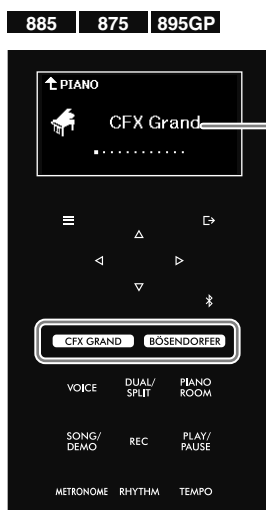 885 875 895GP
PIANO
CFX Grand
CFX GRAND BÖSENDORFER
VOICE DUAL/ SPLIT PIANO ROOM
SONG/ DEMO REC PLAY/ PAUSE
METRONOME RHYTHM TEMPO